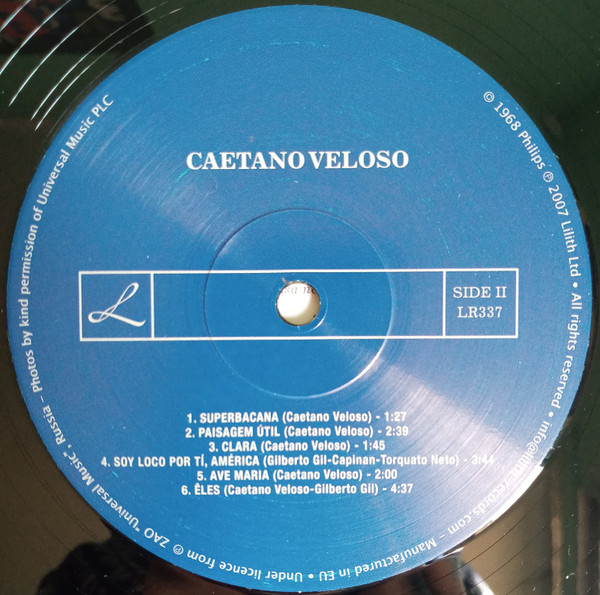 CAETANO VELOSO
SIDE II
LR337
1. SUPERBACANA (Caetano Veloso) - 1:27
2. PAISAGEM ÚTIL (Caetano Veloso) - 2:39
3. CLARA (Caetano Veloso) - 1:45
4. SOY LOCO POR TÍ, AMÉRICA (Gilberto Gil-Capinan-Torquato Neto) - 3:44
5. AVE MARIA (Caetano Veloso) - 2:00
6. ÊLES (Caetano Veloso-Gilberto Gil) - 4:37
© 1968 Philips ℗ 2007 Lilith Ltd • All rights reserved • info@lilithrecords.com – Manufactured in EU • Under licence from ℗ ZAO "Universal Music", Russia – Photos by kind permission of Universal Music PLC